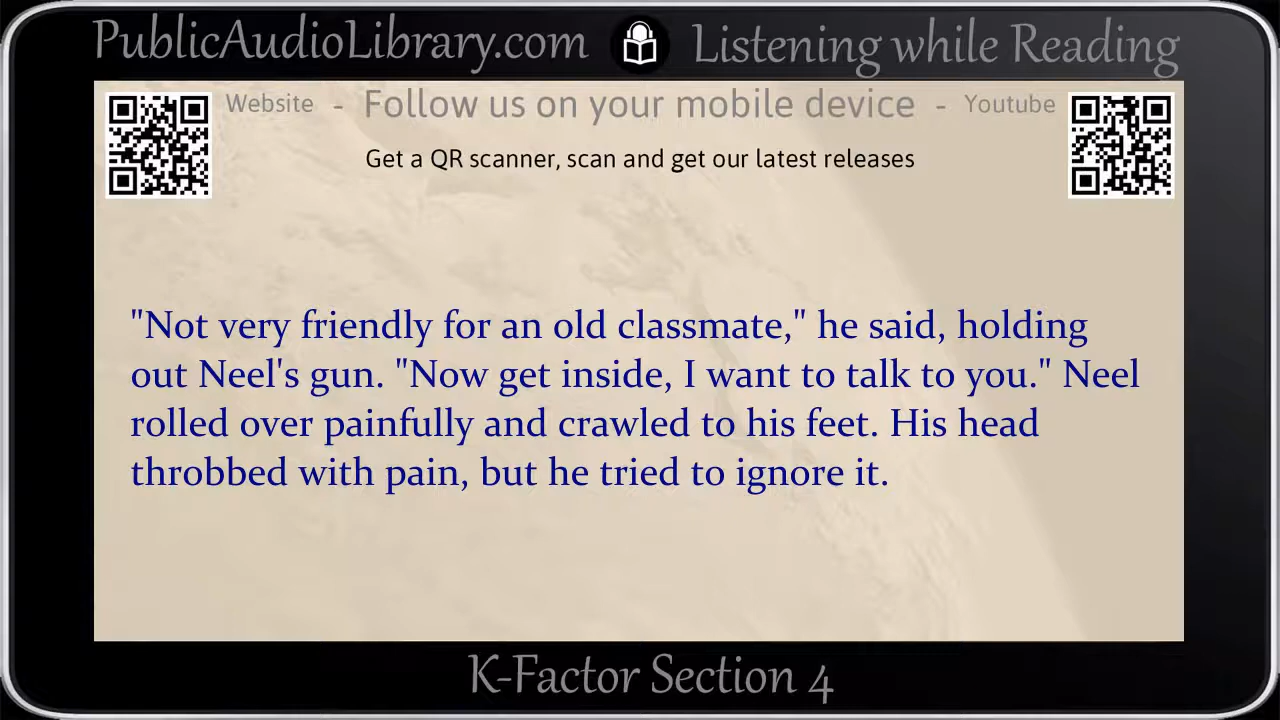 PublicAudioLibrary.com Listening while Reading
Website - Follow us on your mobile device - Youtube
Get a QR scanner, scan and get our latest releases
"Not very friendly for an old classmate," he said, holding
out Neel's gun. "Now get inside, I want to talk to you." Neel
rolled over painfully and crawled to his feet. His head
throbbed with pain, but he tried to ignore it.
K-Factor Section 4